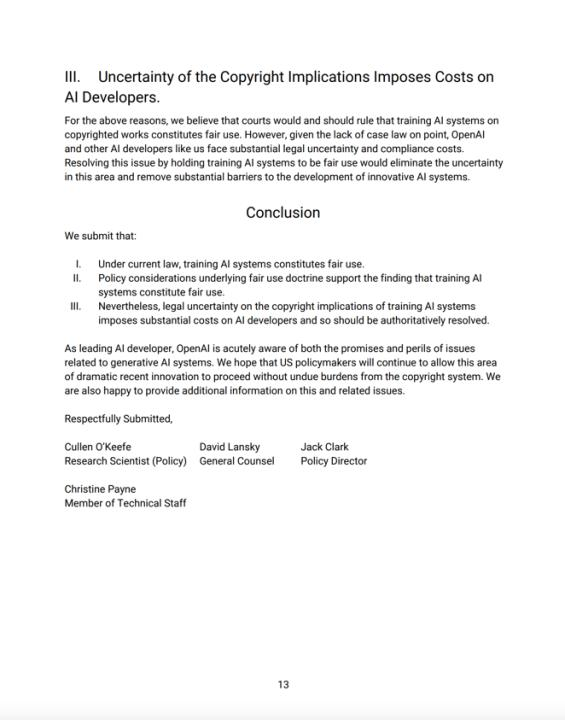 III. Uncertainty of the Copyright Implications Imposes Costs on
AI Developers.
For the above reasons, we believe that courts would and should rule that training AI systems on
copyrighted works constitutes fair use. However, given the lack of case law on point, OpenAI
and other AI developers like us face substantial legal uncertainty and compliance costs.
Resolving this issue by holding training AI systems to be fair use would eliminate the uncertainty
in this area and remove substantial barriers to the development of innovative AI systems.
Conclusion
We submit that:
I. Under current law, training AI systems constitutes fair use.
II. Policy considerations underlying fair use doctrine support the finding that training AI
systems constitute fair use.
III. Nevertheless, legal uncertainty on the copyright implications of training AI systems
imposes substantial costs on AI developers and so should be authoritatively resolved.
As leading AI developer, OpenAI is acutely aware of both the promises and perils of issues
related to generative AI systems. We hope that US policymakers will continue to allow this area
of dramatic recent innovation to proceed without undue burdens from the copyright system. We
are also happy to provide additional information on this and related issues.
Respectfully Submitted,
Cullen O'Keefe David Lansky Jack Clark
Research Scientist (Policy) General Counsel Policy Director
Christine Payne
Member of Technical Staff
13